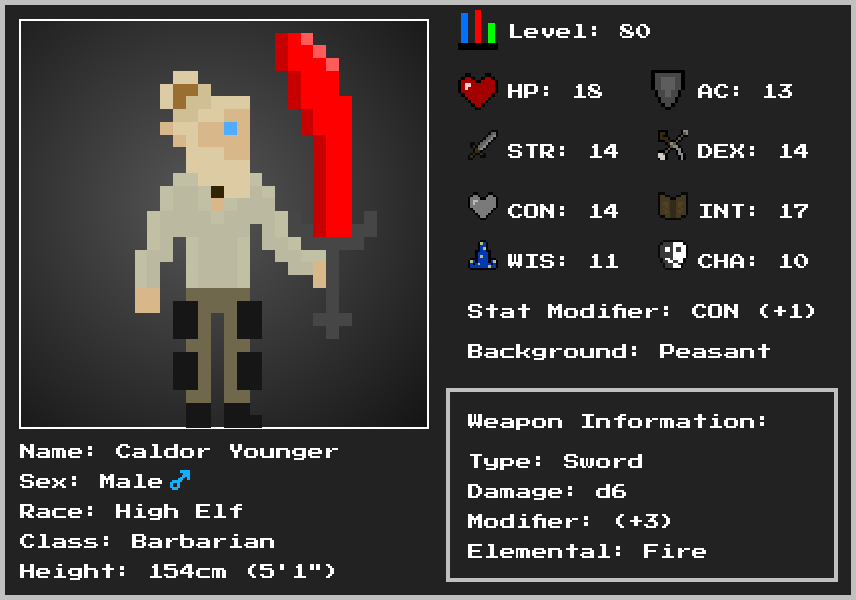 Level: 80
HP: 18 AC: 13
STR: 14 DEX: 14
CON: 14 INT: 17
WIS: 11 CHA: 10
Stat Modifier: CON (+1)
Background: Peasant
Weapon Information:
Type: Sword
Damage: d6
Modifier: (+3)
Elemental: Fire
Name: Caldor Younger
Sex: Male♂
Race: High Elf
Class: Barbarian
Height: 154cm (5'1")